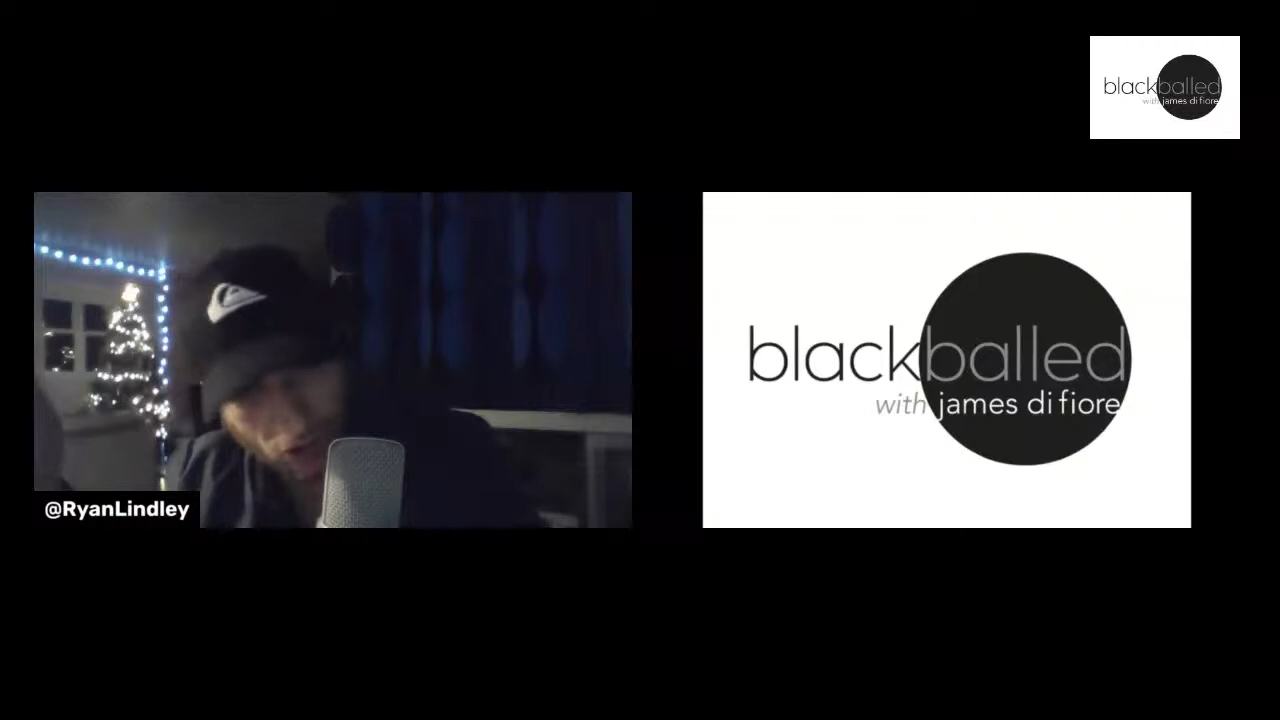 blackballed
with james di fiore
blackballed
with james di fiore
@RyanLindley